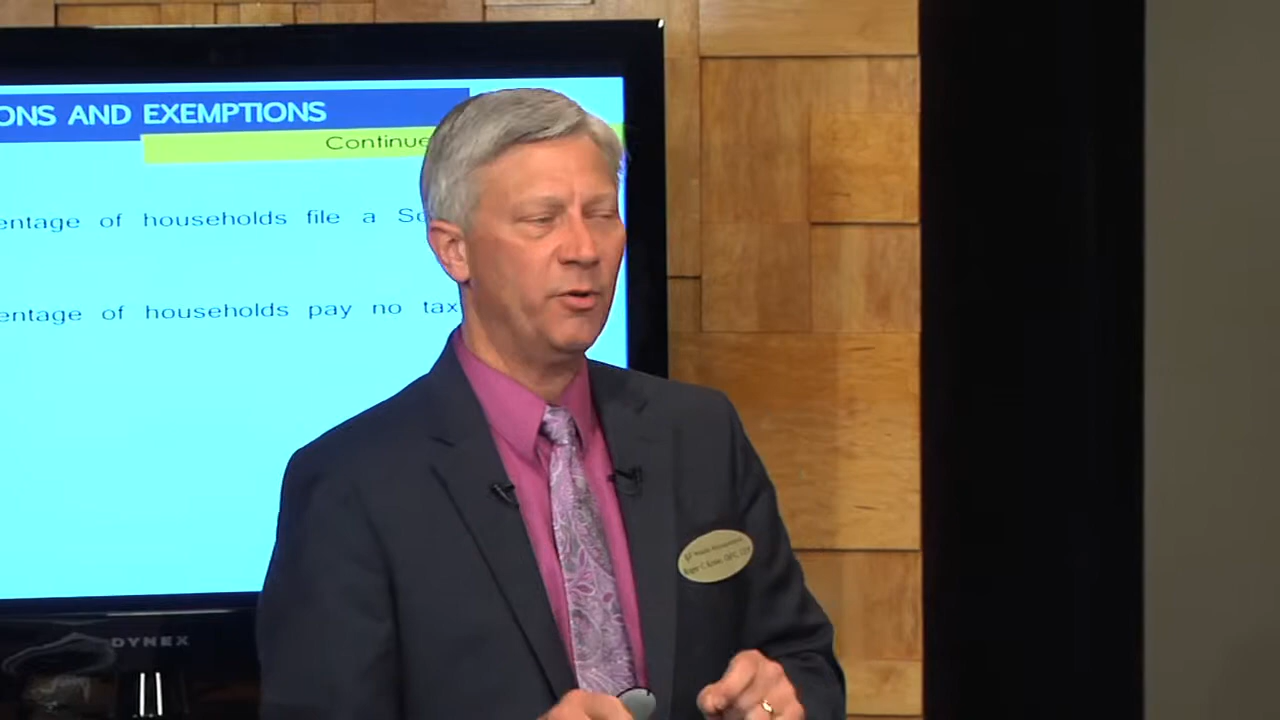 ONS AND EXEMPTIONS
Continue
entage of households file a So
entage of households pay no tax
DYNEX